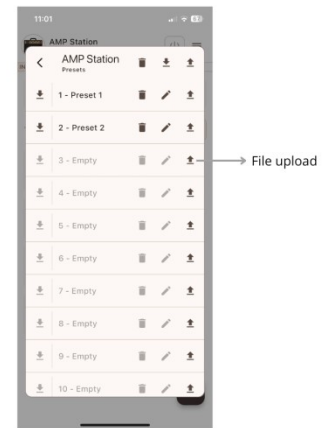 11:01
63
AMP Station
AMP Station
Presets
1 - Preset 1
2 - Preset 2
3 - Empty
File upload
4 - Empty
5 - Empty
6 - Empty
7 - Empty
8 - Empty
9 - Empty
10 - Empty